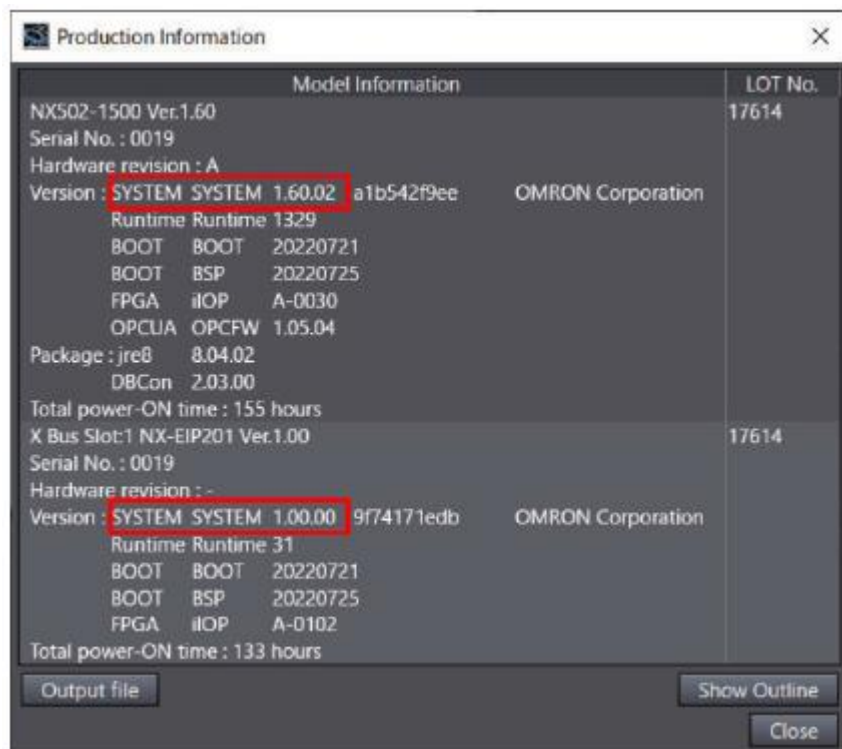 Production Information
Model Information LOT No.
NX502-1500 Ver.1.60 17614
Serial No. : 0019
Hardware revision : A
Version : SYSTEM SYSTEM 1.60.02 a1b542f9ee OMRON Corporation
Runtime Runtime 1329
BOOT BOOT 20220721
BOOT BSP 20220725
FPGA iIOP A-0030
OPCUA OPCFW 1.05.04
Package : jre8 8.04.02
DBCon 2.03.00
Total power-ON time : 155 hours
X Bus Slot:1 NX-EIP201 Ver.1.00 17614
Serial No. : 0019
Hardware revision : -
Version : SYSTEM SYSTEM 1.00.00 9f74171edb OMRON Corporation
Runtime Runtime 31
BOOT BOOT 20220721
BOOT BSP 20220725
FPGA iIOP A-0102
Total power-ON time : 133 hours
Output file Show Outline
Close